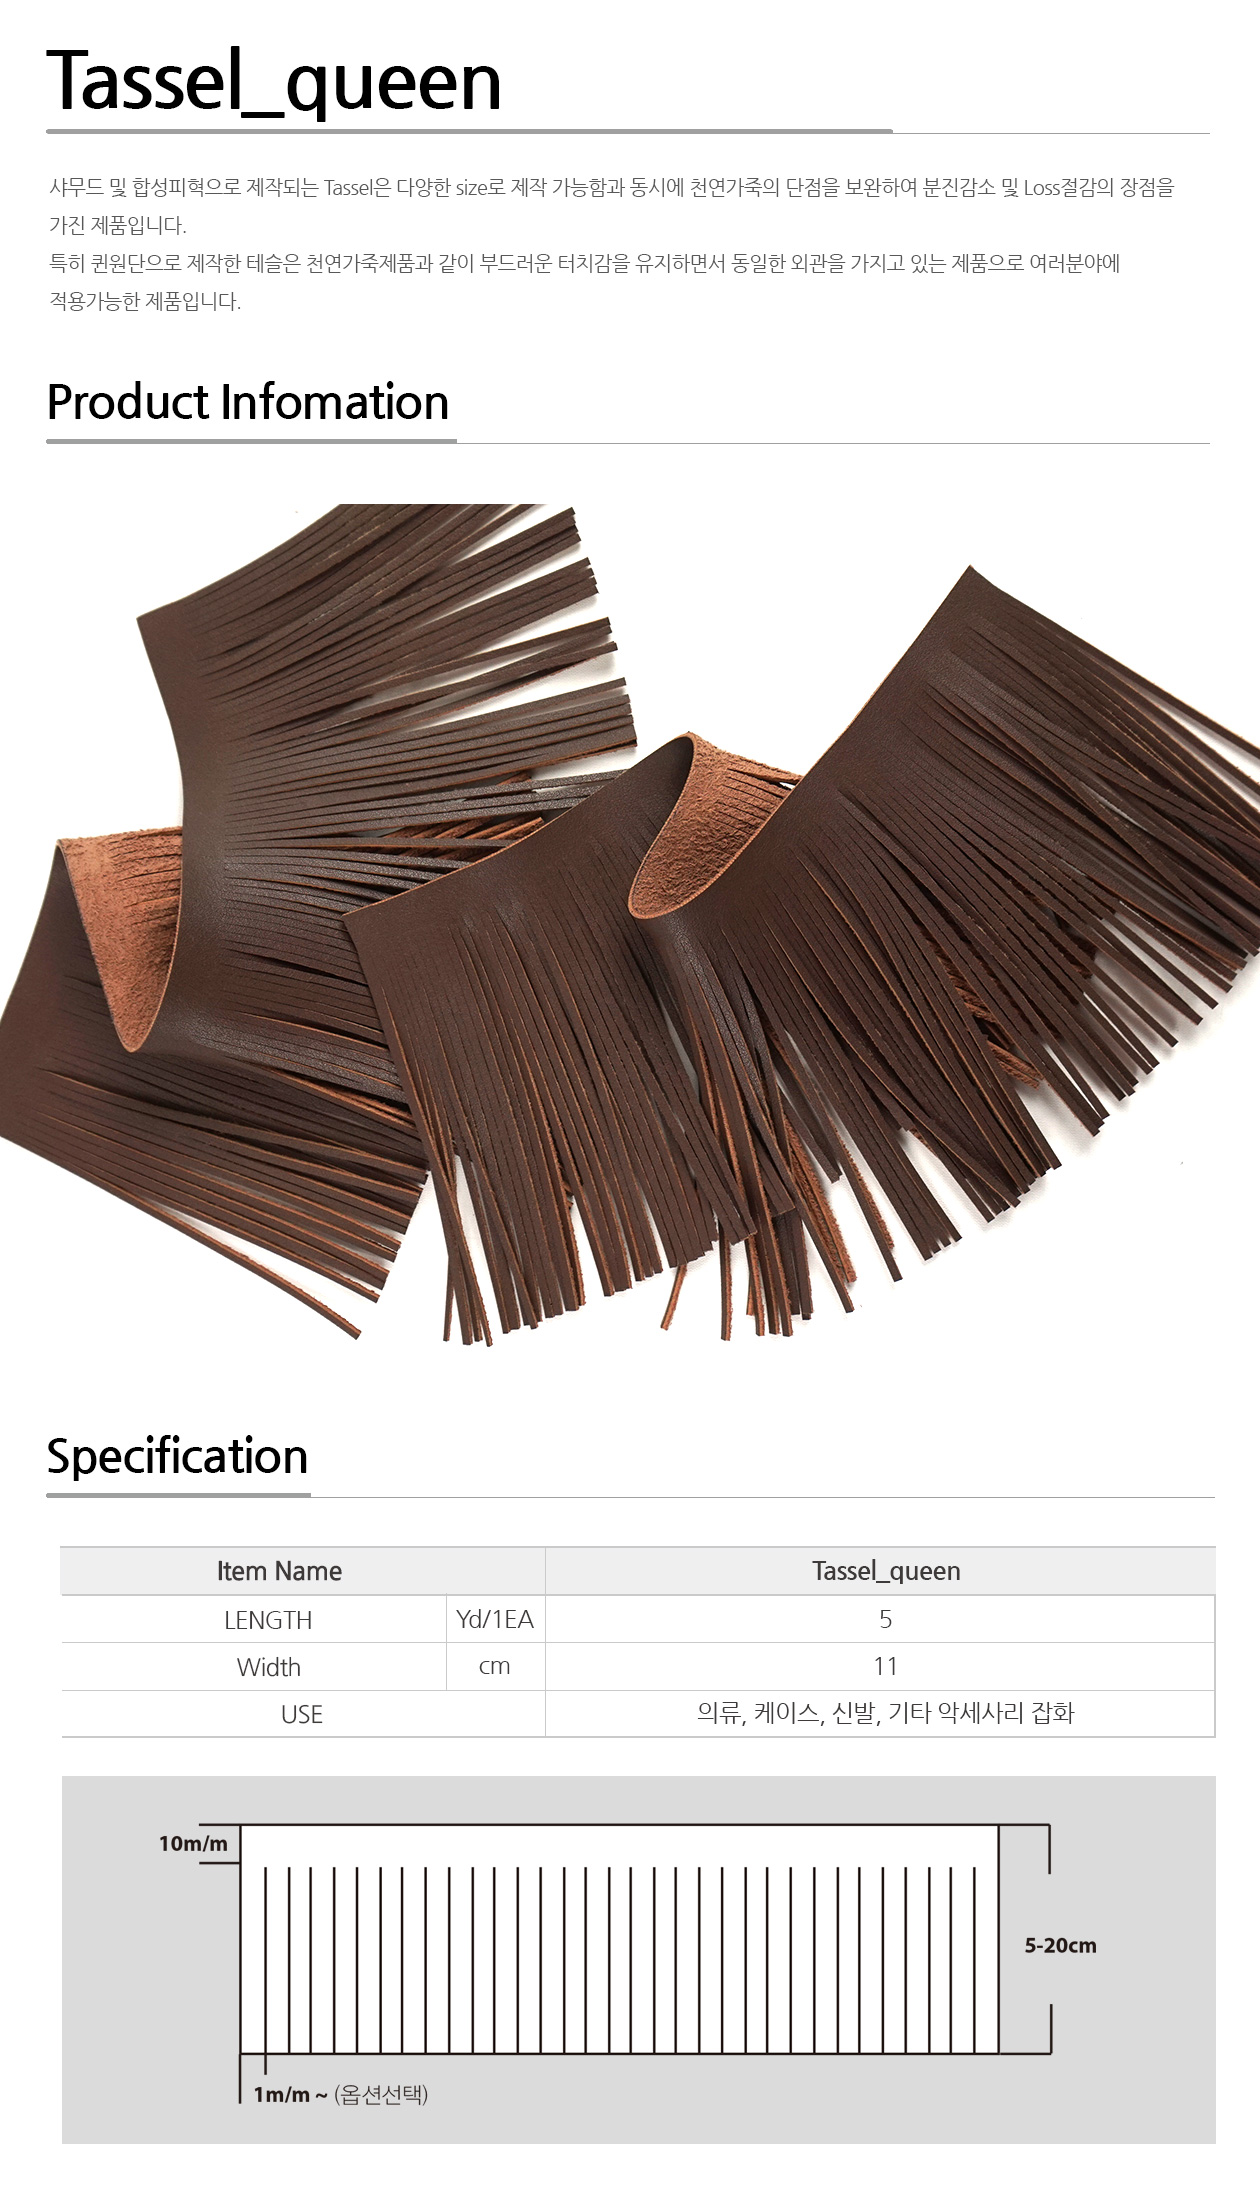 Tassel_queen
샤무드 및 합성피혁으로 제작되는 Tassel은 다양한 size로 제작 가능함과 동시에 천연가죽의 단점을 보완하여 분진감소 및 Loss절감의 장점을
가진 제품입니다.
특히 퀸원단으로 제작한 테슬은 천연가죽제품과 같이 부드러운 터치감을 유지하면서 동일한 외관을 가지고 있는 제품으로 여러분야에
적용가능한 제품입니다.
Product Infomation
Specification
Item Name Tassel_queen
LENGTH Yd/1EA 5
Width cm 11
USE 의류, 케이스, 신발, 기타 악세사리 잡화
10m/m
5-20cm
1m/m ~ (옵션선택)